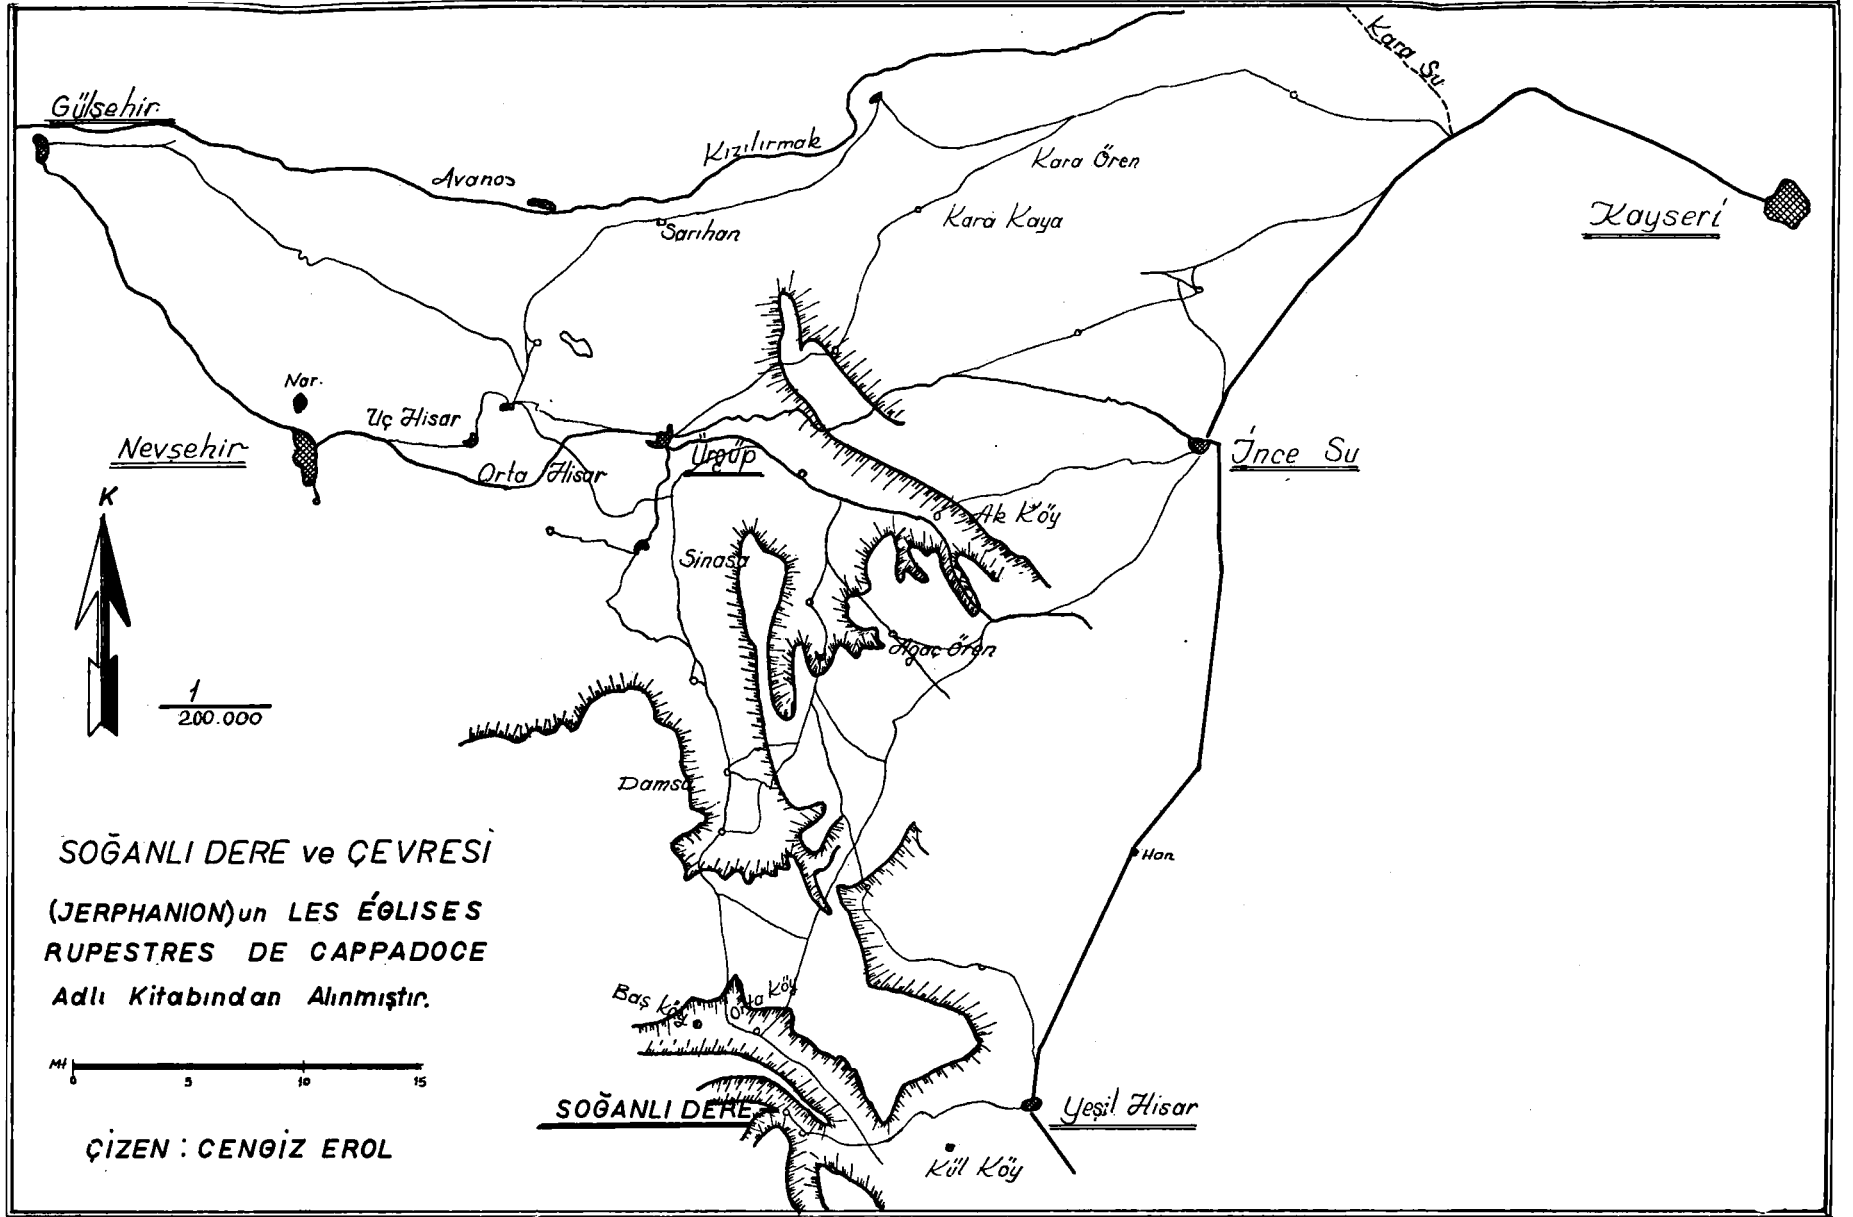 Kara Su
Gülşehir
Kızılırmak
Kara Ören
Avanos
Kayseri
Kara Kaya
Sarıhan
Nar.
Uç Hisar
Nevşehir
Ürgüp
İnce Su
Orta Hisar
K
Ak Köy
Sinasa
Ağaç Ören
1
200.000
Damsa
SOĞANLI DERE ve ÇEVRESİ
Han
(JERPHANION)un LES ÉGLISES
RUPESTRES DE CAPPADOCE
Adlı Kitabından Alınmıştır.
Baş Köy
Orta Köy
Mt
0 5 10 15
SOĞANLI DERE
Yeşil Hisar
ÇİZEN : CENGİZ EROL
Kül Köy